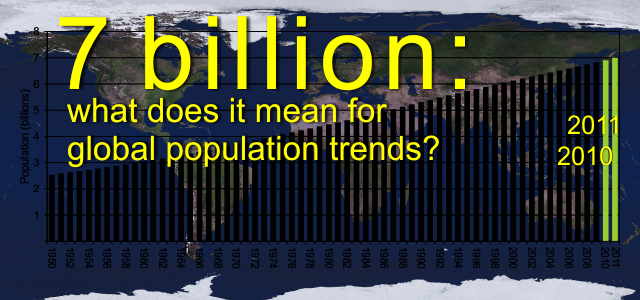 7 billion:
what does it mean for
global population trends?
2011
2010
Population (billions)
8
7
6
5
4
3
2
1
1950 1952 1954 1956 1958 1960 1962 1964 1966 1968 1970 1972 1974 1976 1978 1980 1982 1984 1986 1988 1990 1992 1994 1996 1998 2000 2002 2004 2006 2008 2010 2011